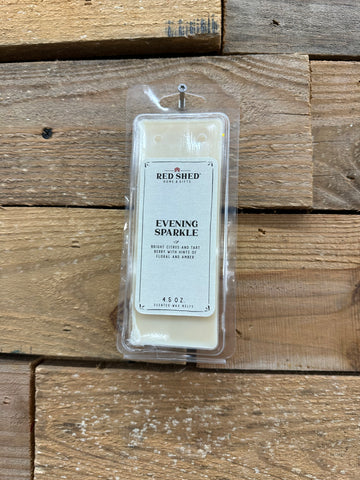 RED SHED
HOME & GIFTS
EVENING
SPARKLE
BRIGHT CITRUS AND TART
BERRY WITH HINTS OF
FLORAL AND AMBER
4.5 OZ.
SCENTED WAX MELTS